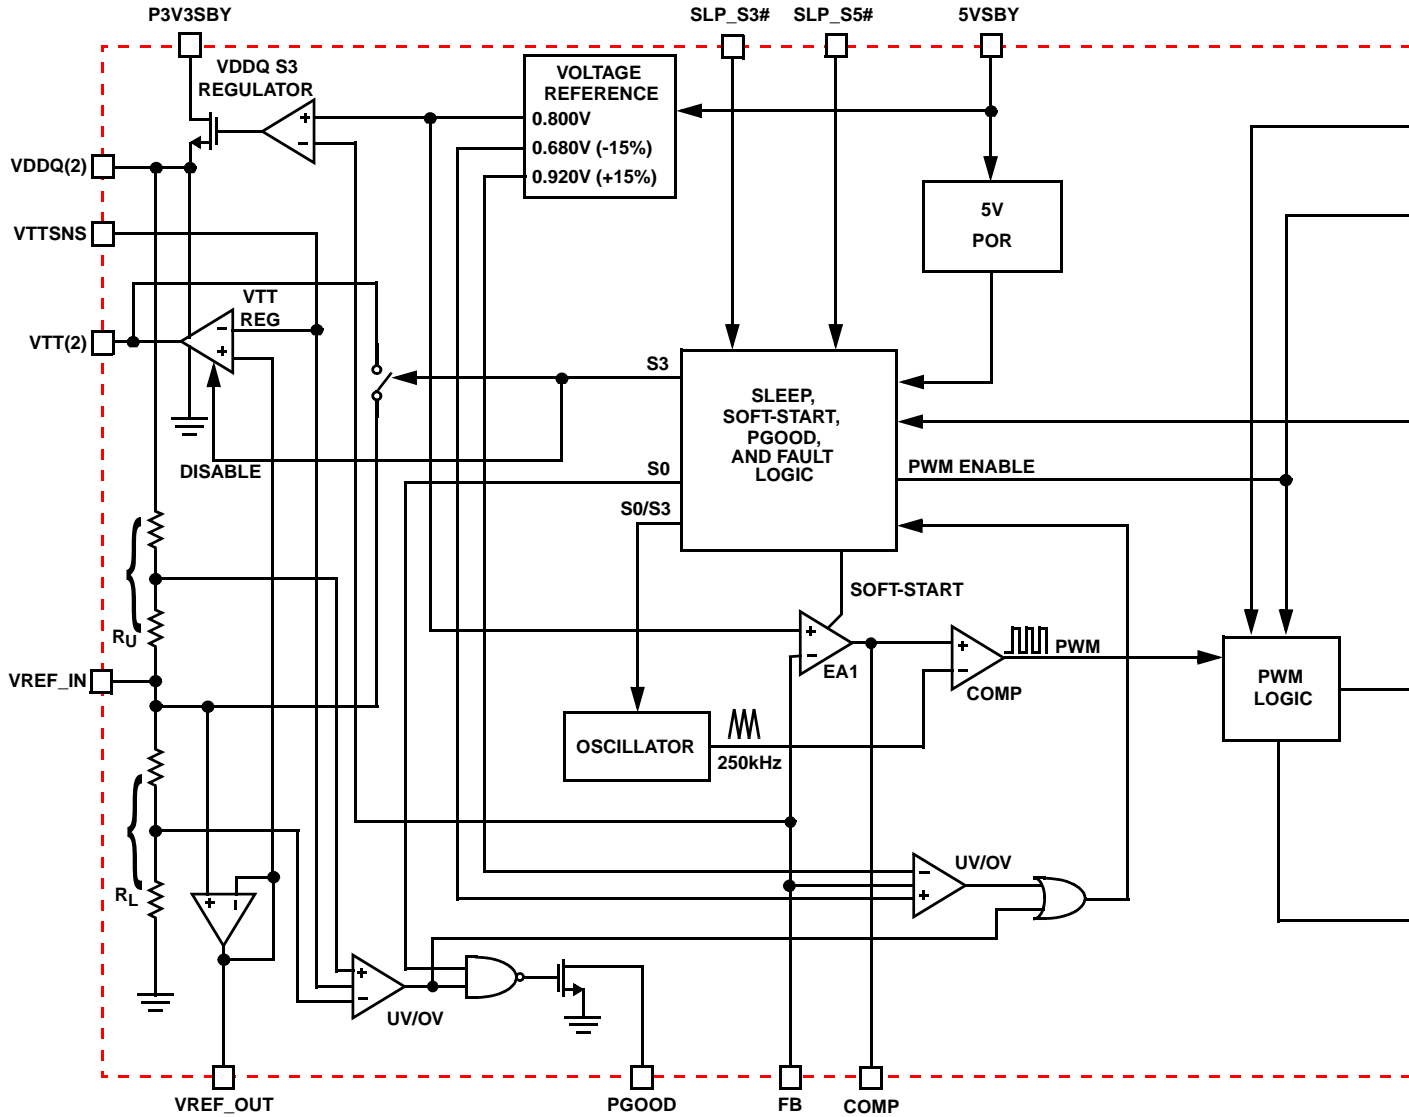 P3V3SBY
SLP_S3#
SLP_S5#
5VSBY
VDDQ S3
REGULATOR
+
−
VOLTAGE
REFERENCE
0.800V
0.680V (-15%)
0.920V (+15%)
VDDQ(2)
5V
POR
VTTSNS
VTT
REG
−
+
VTT(2)
DISABLE
S3
S0
S0/S3
SLEEP,
SOFT-START,
PGOOD,
AND FAULT
LOGIC
PWM ENABLE
SOFT-START
RU
+
−
EA1
+
−
COMP
PWM
PWM
LOGIC
VREF_IN
OSCILLATOR
250kHz
RL
+
−
UV/OV
−
+
+
−
UV/OV
VREF_OUT
PGOOD
FB
COMP